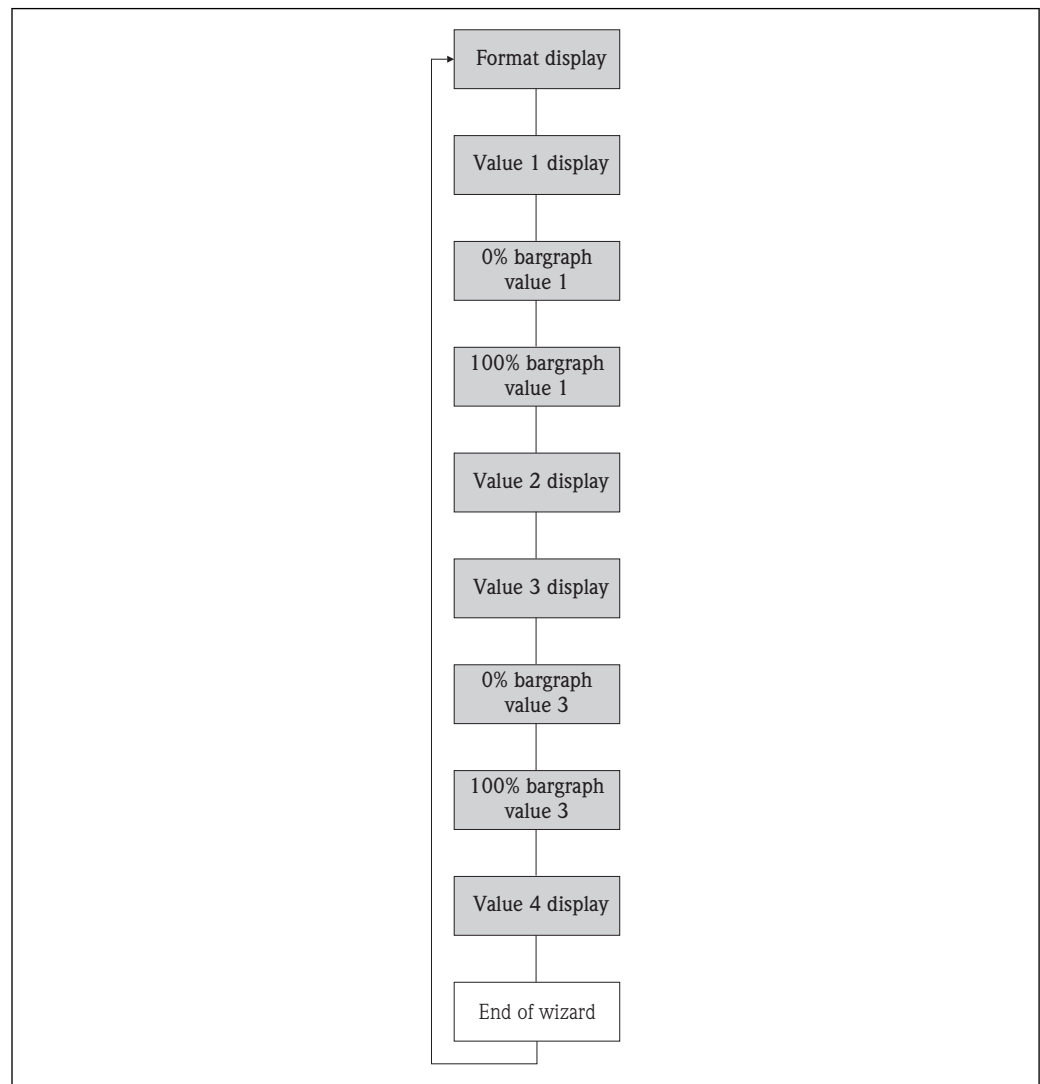 Format display
Value 1 display
0% bargraph
value 1
100% bargraph
value 1
Value 2 display
Value 3 display
0% bargraph
value 3
100% bargraph
value 3
Value 4 display
End of wizard